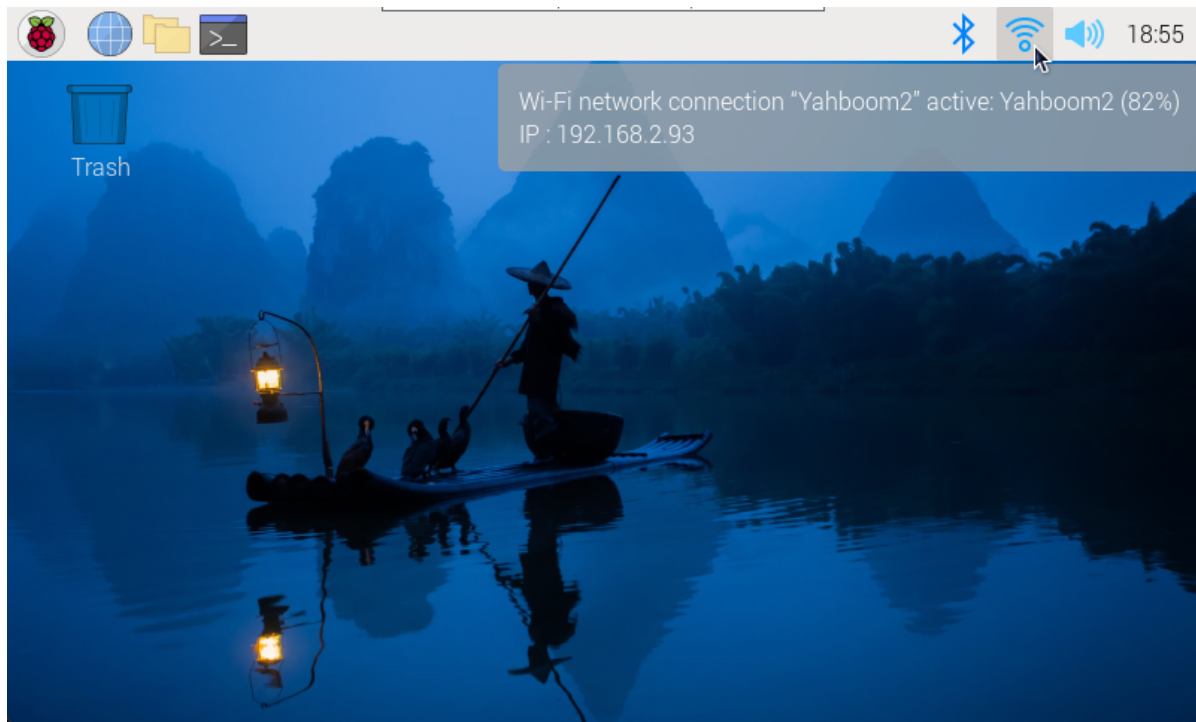 18:55
Wi-Fi network connection “Yahboom2” active: Yahboom2 (82%)
IP : 192.168.2.93
Trash